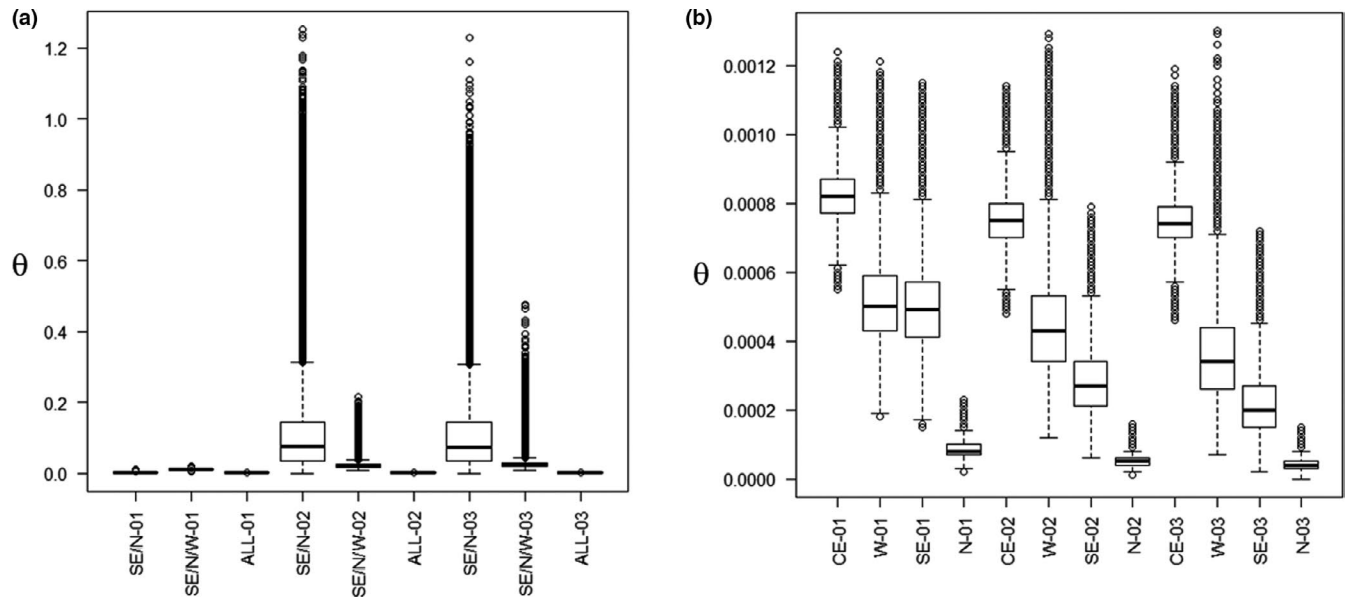 (a)
1.2
1.0
0.8
0.6
0.4
0.2
0.0
θ
SE/N-01
SE/N/W-01
ALL-01
SE/N-02
SE/N/W-02
ALL-02
SE/N-03
SE/N/W-03
ALL-03
(b)
0.0012
0.0010
0.0008
0.0006
0.0004
0.0002
0.0000
θ
CE-01
W-01
SE-01
N-01
CE-02
W-02
SE-02
N-02
CE-03
W-03
SE-03
N-03